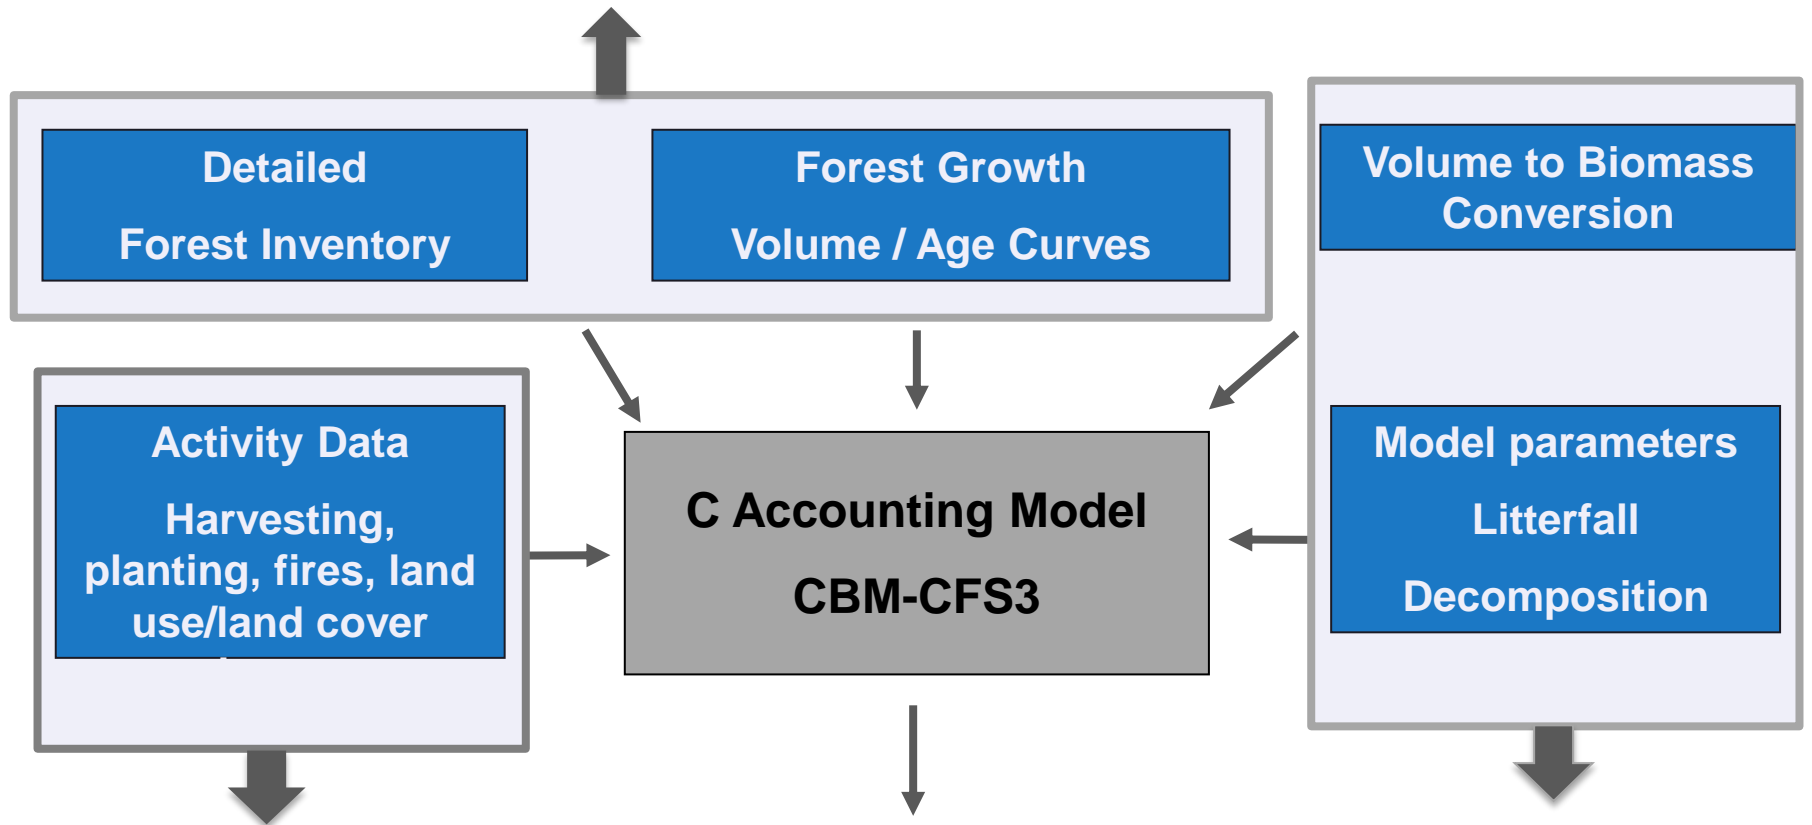 Detailed
Forest Inventory
Forest Growth
Volume / Age Curves
Volume to Biomass
Conversion
Activity Data
Harvesting,
planting, fires, land
use/land cover
C Accounting Model
CBM-CFS3
Model parameters
Litterfall
Decomposition